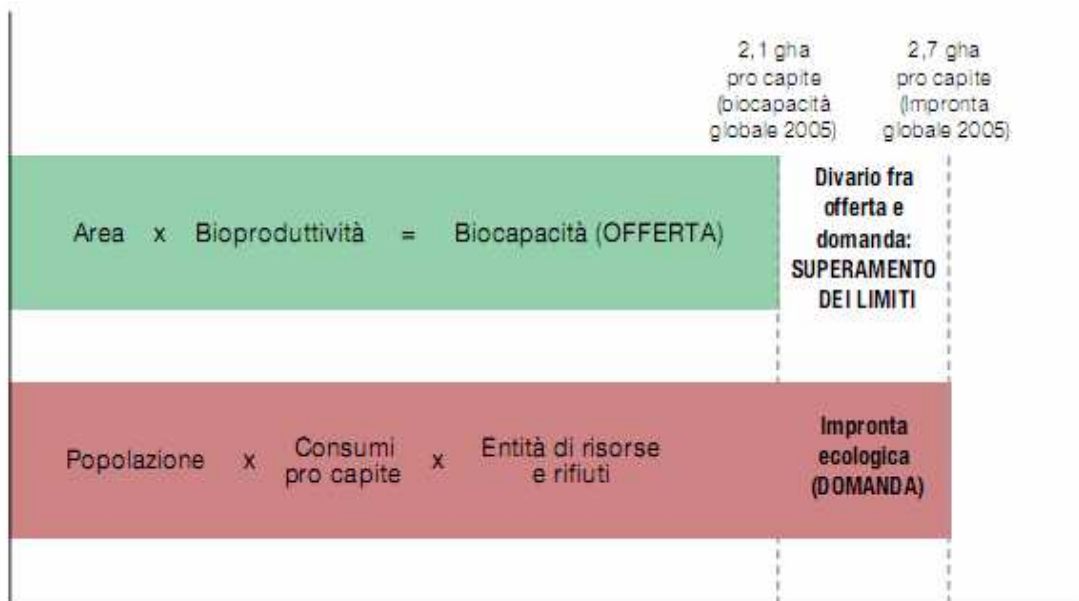 2,1 gha
pro capite
(biocapacità
globale 2005)
2,7 gha
pro capite
(Impronta
globale 2005)
Area x Bioproduttività = Biocapacità (OFFERTA)
Divario fra
offerta e
domanda:
SUPERAMENTO
DEI LIMITI
Popolazione x Consumi
pro capite x Entità di risorse
e rifiuti
Impronta
ecologica
(DOMANDA)